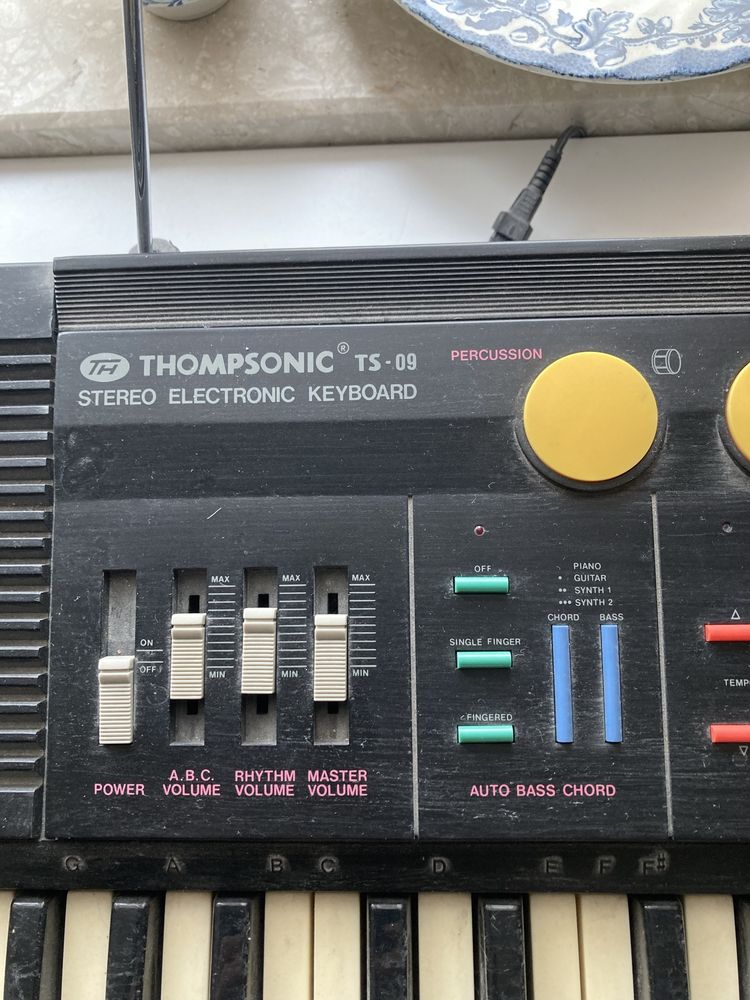 TH THOMPSONIC® TS-09
STEREO ELECTRONIC KEYBOARD
PERCUSSION
ON
OFF
POWER
MAX
MIN
A.B.C. VOLUME
MAX
MIN
RHYTHM VOLUME
MAX
MIN
MASTER VOLUME
OFF
SINGLE FINGER
FINGERED
PIANO
• GUITAR
•• SYNTH 1
••• SYNTH 2
CHORD BASS
AUTO BASS CHORD
△
TEMPO
▽
G A B C D E F F#